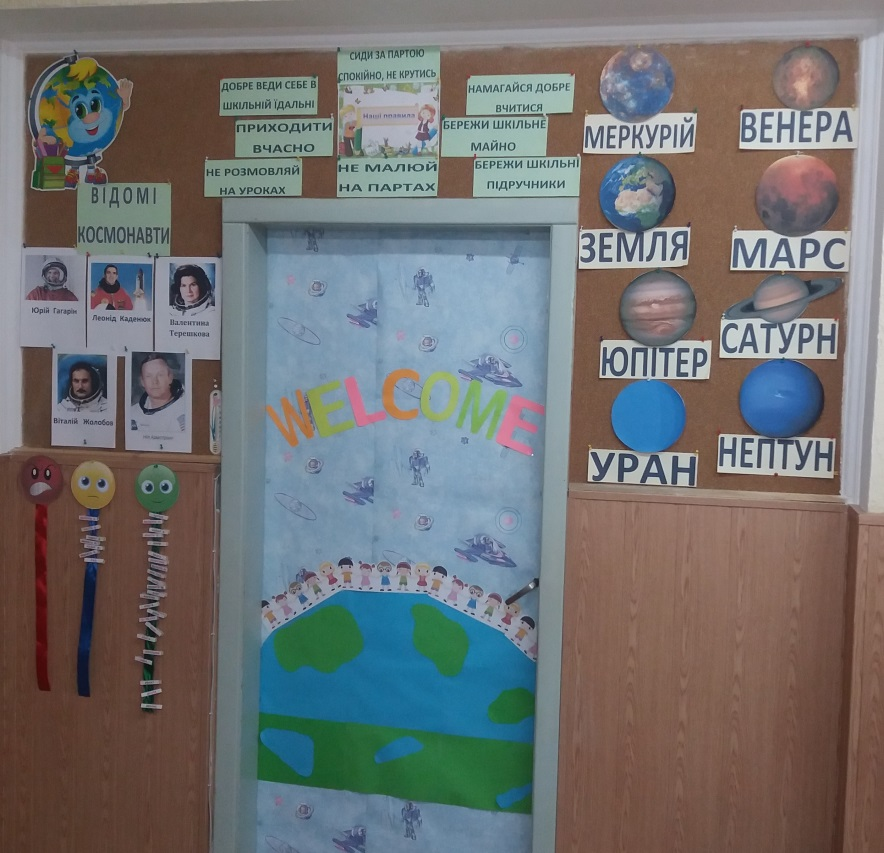 СИДИ ЗА ПАРТОЮ
СПОКІЙНО, НЕ КРУТИСЬ
ДОБРЕ ВЕДИ СЕБЕ В
ШКІЛЬНІЙ ЇДАЛЬНІ
Наші правила
НАМАГАЙСЯ ДОБРЕ
ВЧИТИСЯ
ПРИХОДИТИ
ВЧАСНО
БЕРЕЖИ ШКІЛЬНЕ
МАЙНО
НЕ РОЗМОВЛЯЙ
НА УРОКАХ
НЕ МАЛЮЙ
НА ПАРТАХ
БЕРЕЖИ ШКІЛЬНІ
ПІДРУЧНИКИ
ВІДОМІ
КОСМОНАВТИ
Юрій Гагарін
Леонід Каденюк
Валентина
Терешкова
Віталій Жолобов
МЕРКУРІЙ
ВЕНЕРА
ЗЕМЛЯ
МАРС
ЮПІТЕР
САТУРН
УРАН
НЕПТУН
WELCOME